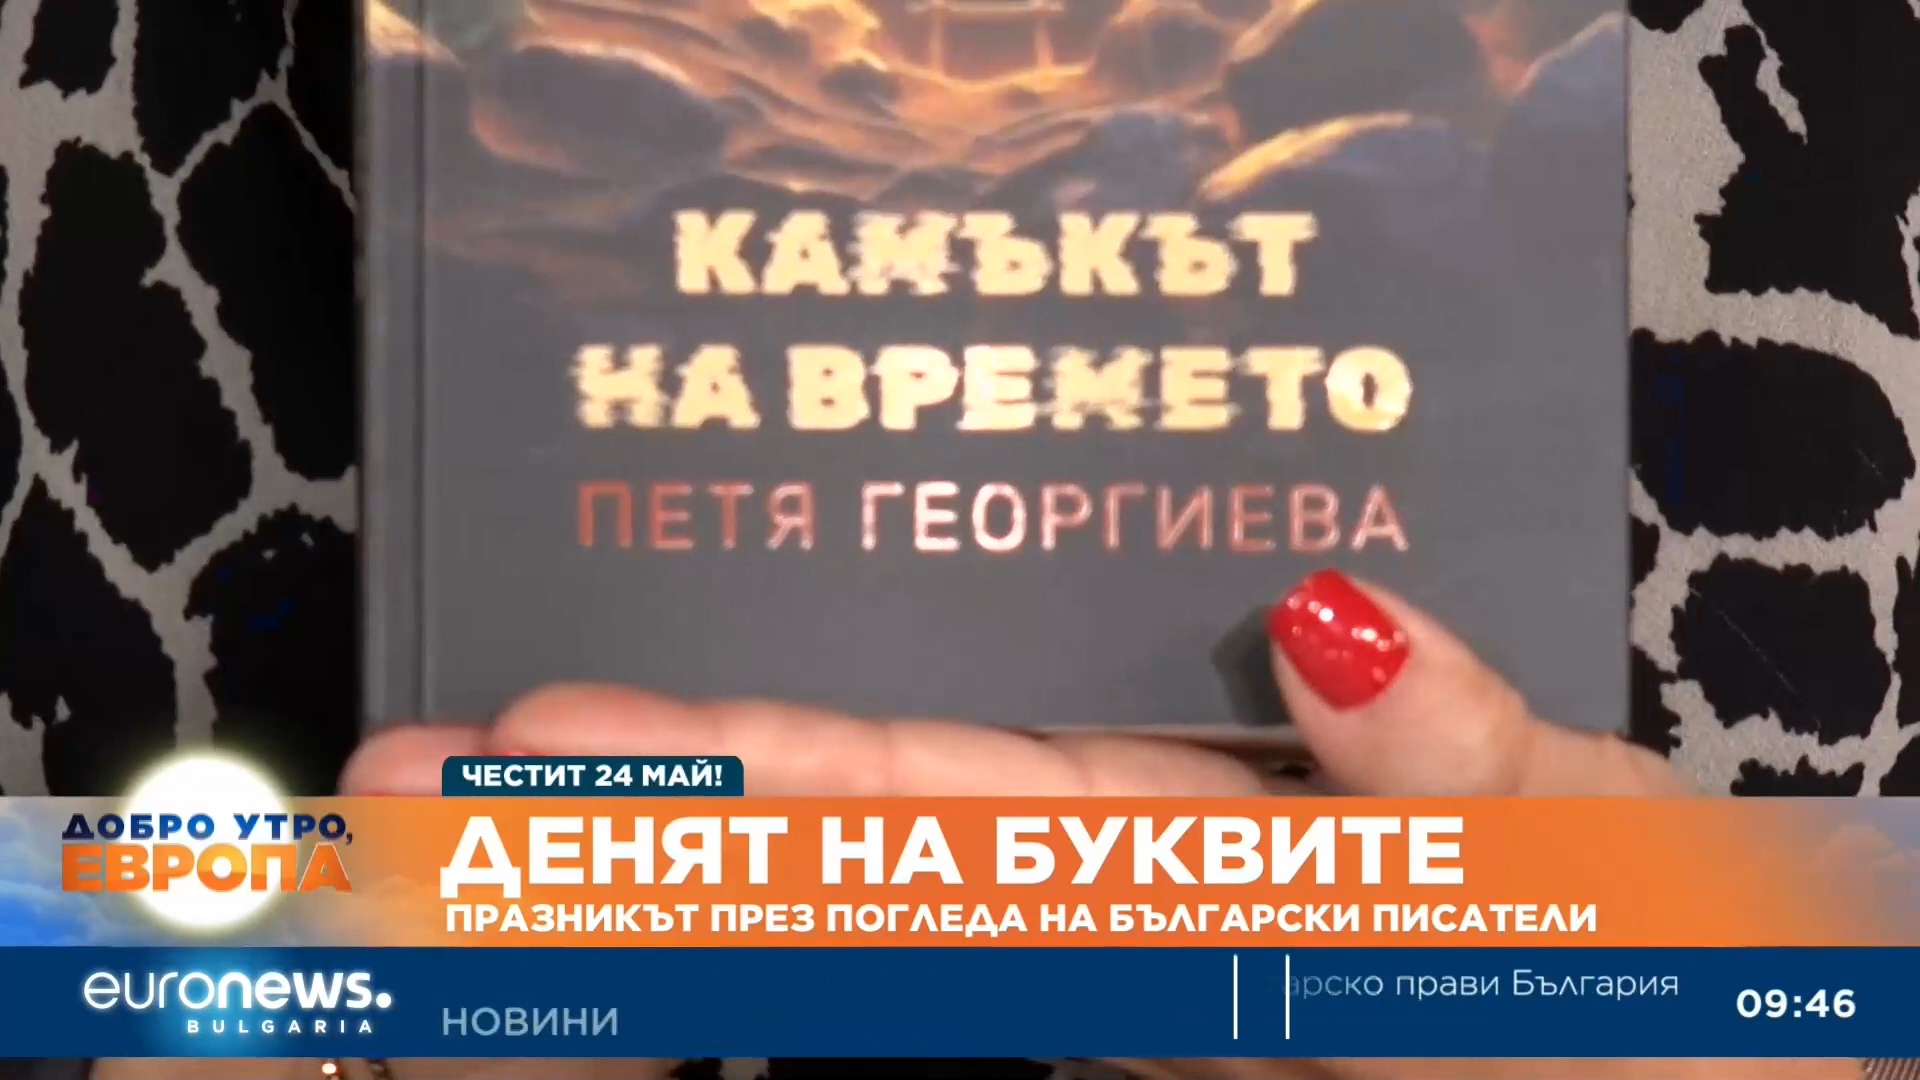 КАМЪКЪТ
НА ВРЕМЕТО
ПЕТЯ ГЕОРГИЕВА
ЧЕСТИТ 24 МАЙ!
ДОБРО УТРО,
ЕВРОПА
ДЕНЯТ НА БУКВИТЕ
ПРАЗНИКЪТ ПРЕЗ ПОГЛЕДА НА БЪЛГАРСКИ ПИСАТЕЛИ
euronews.
BULGARIA
НОВИНИ
прави България
09:46